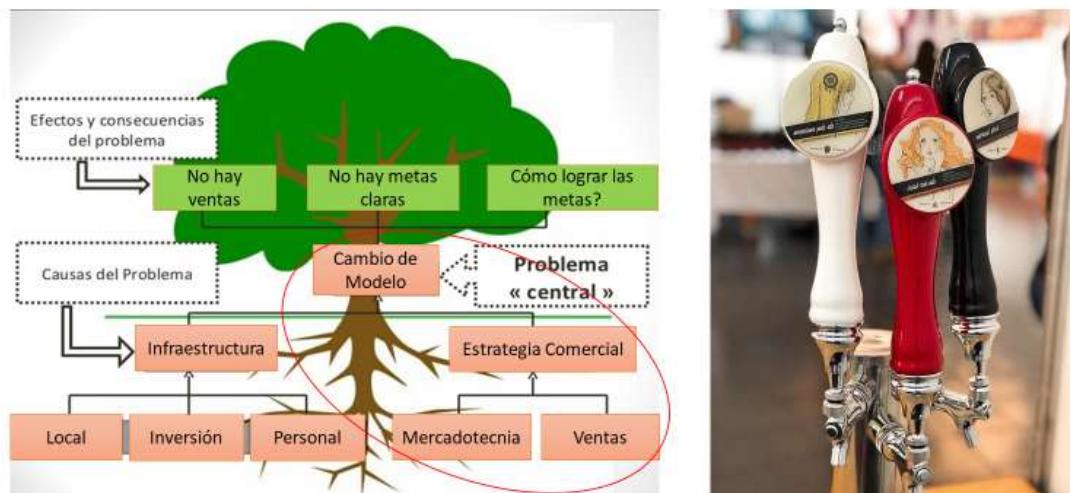 Efectos y consecuencias
del problema
No hay
ventas
No hay metas
claras
Cómo lograr las
metas?
Causas del Problema
Cambio de
Modelo
Problema
« central »
Infraestructura
Estrategia Comercial
Local
Inversión
Personal
Mercadotecnia
Ventas